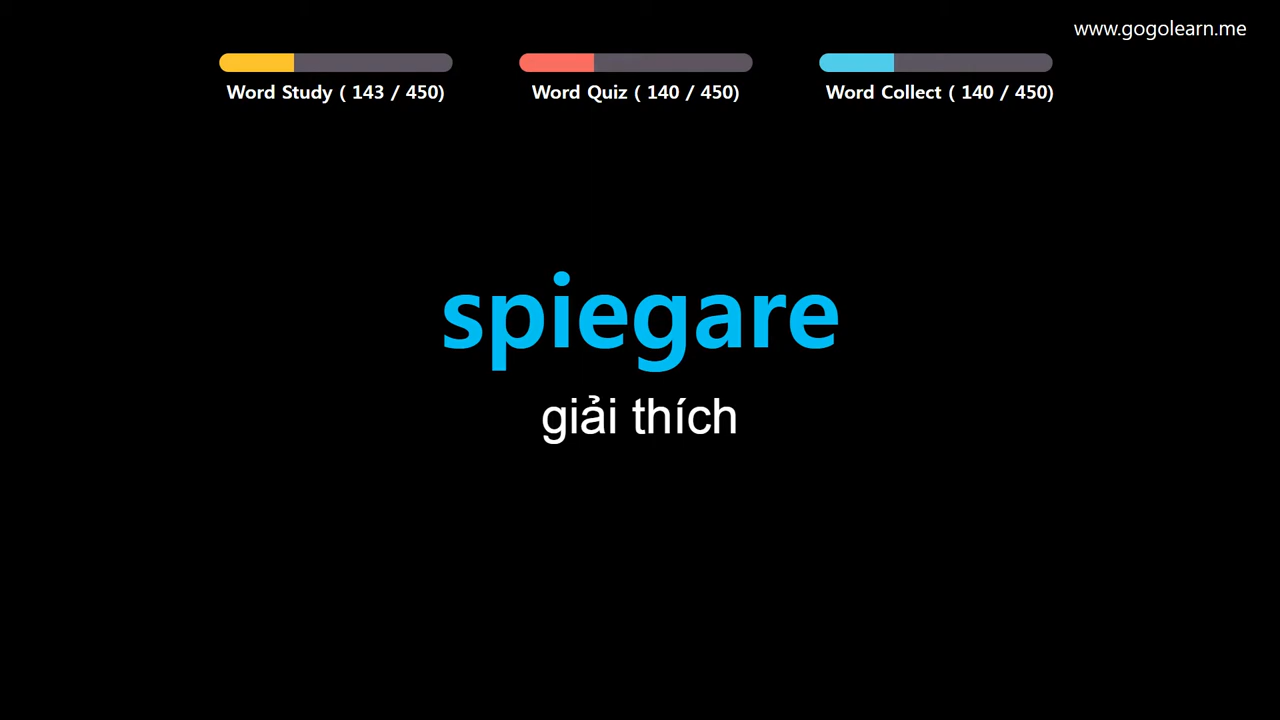 www.gogolearn.me
Word Study ( 143 / 450)
Word Quiz ( 140 / 450)
Word Collect ( 140 / 450)
spiegare
giải thích